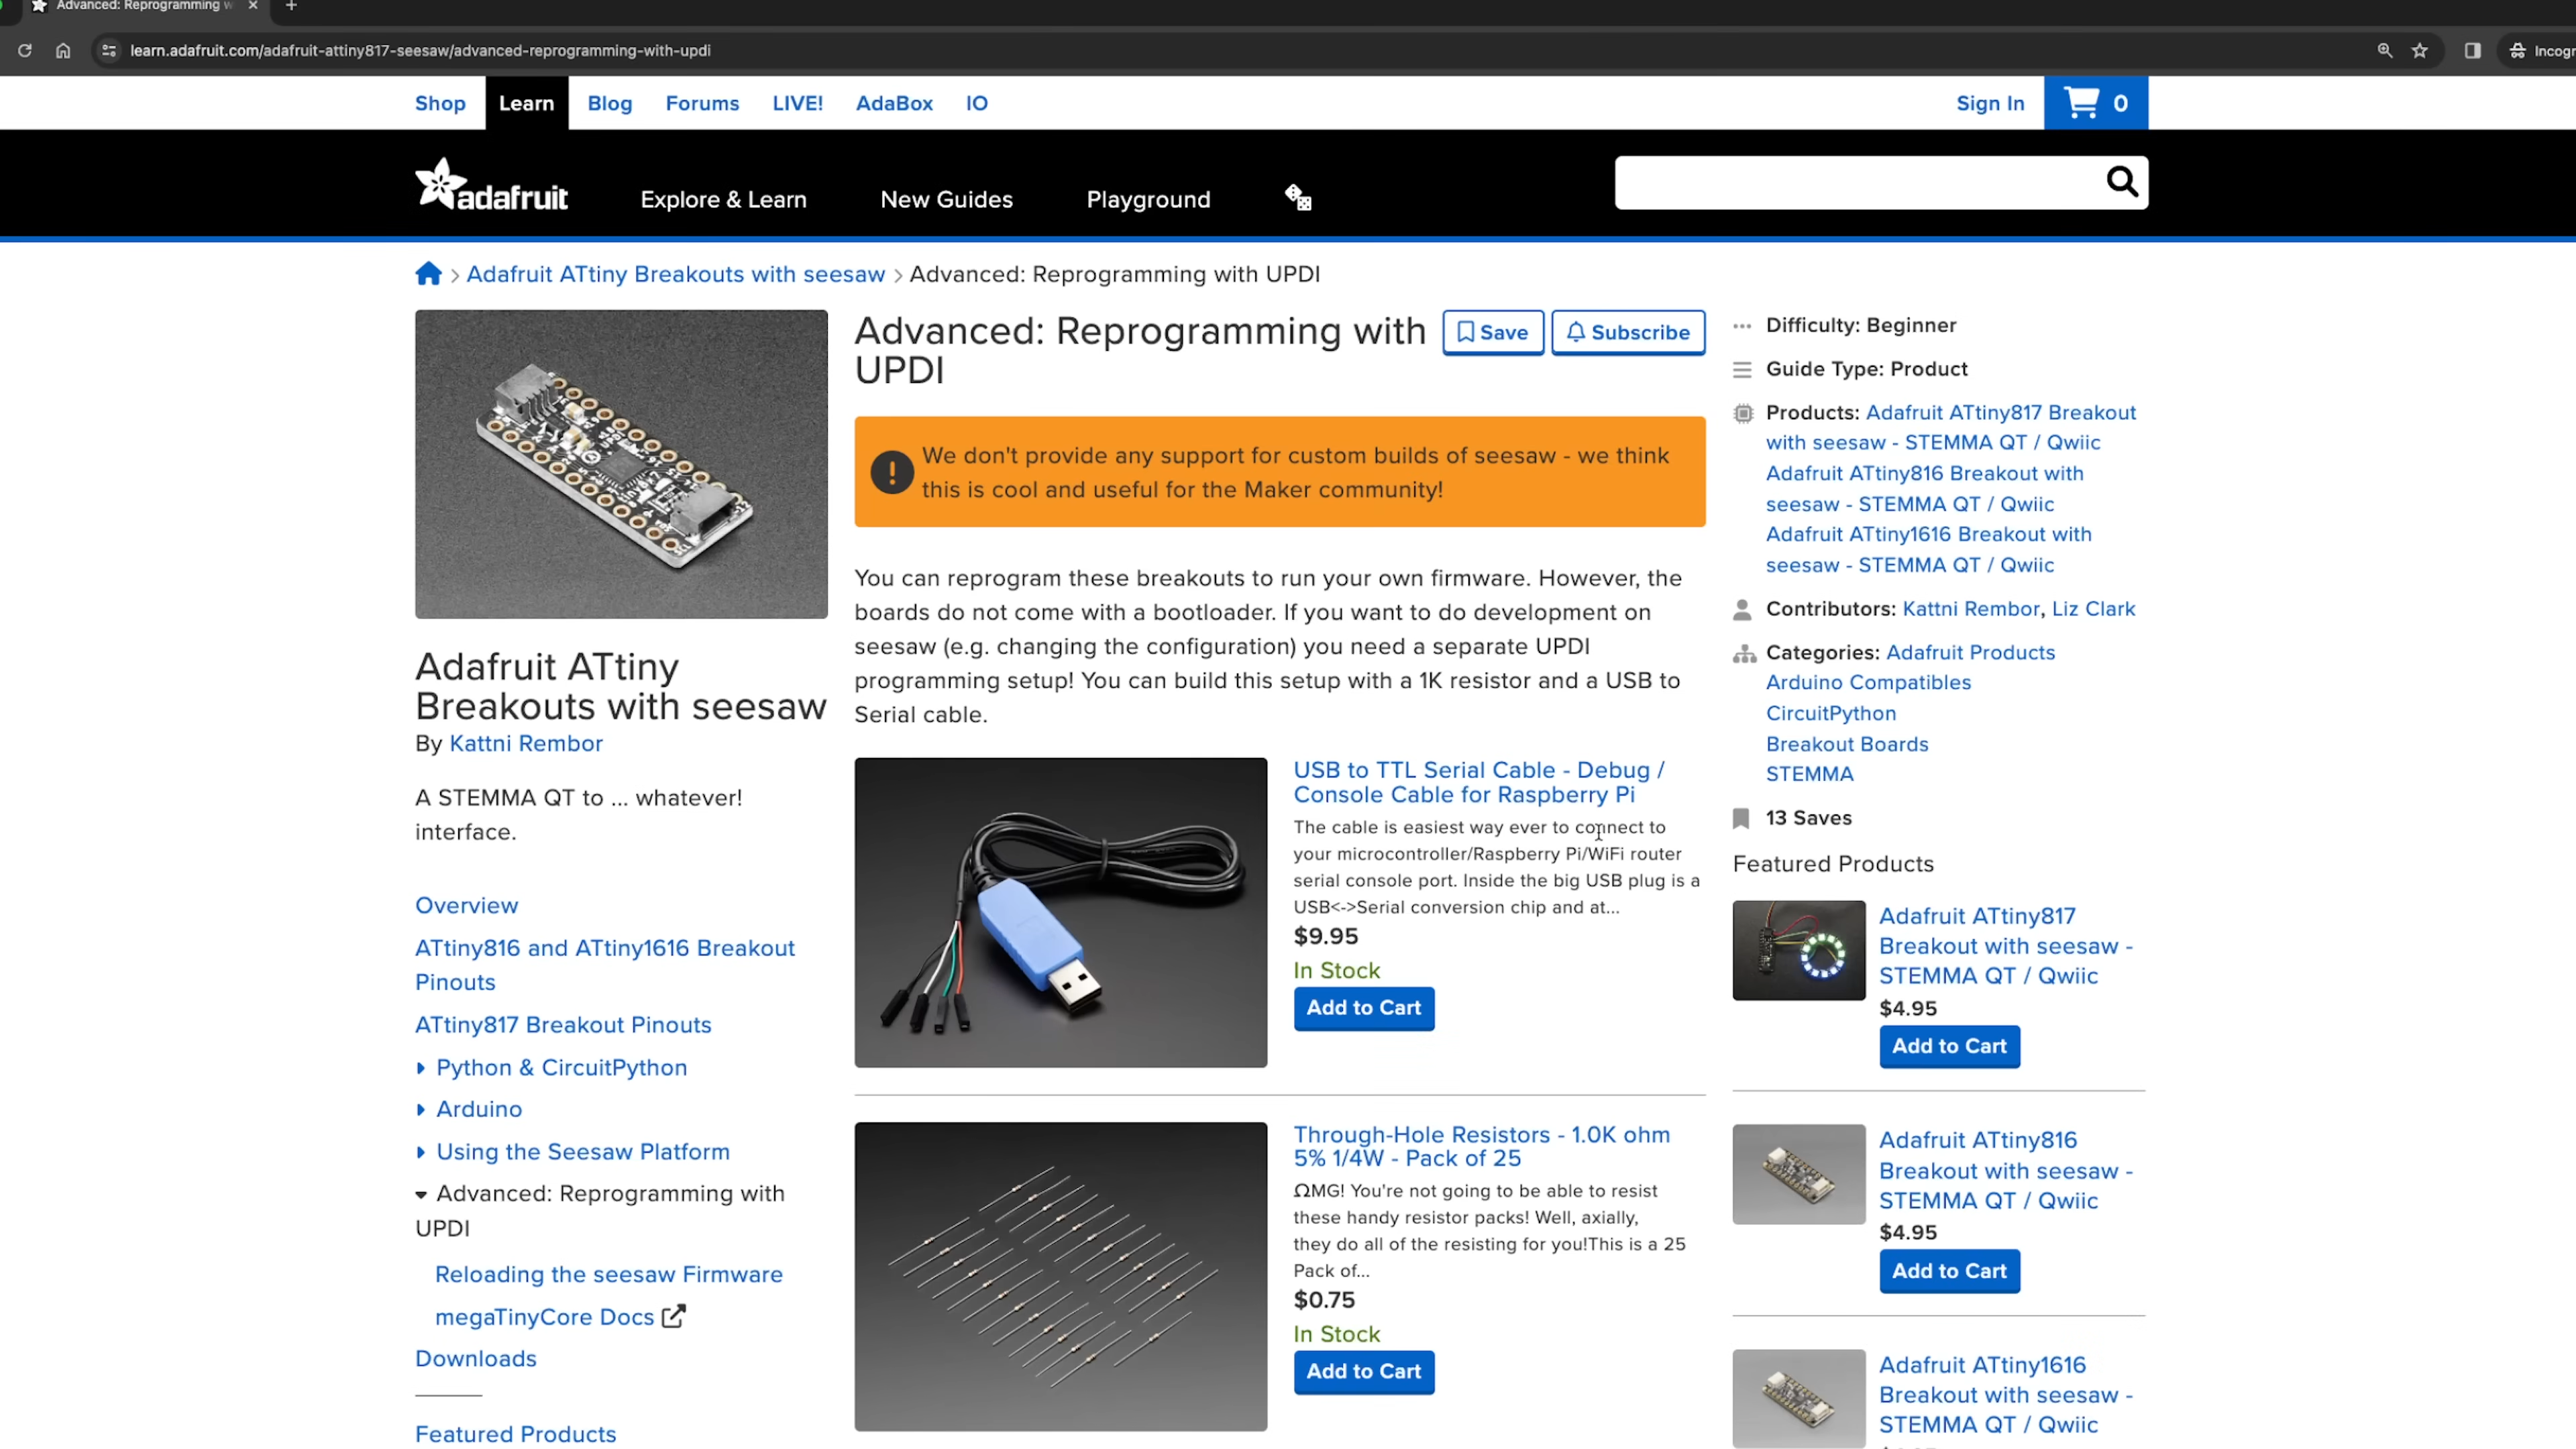 Advanced: Reprogramming w
learn.adafruit.com/adafruit-attiny817-seesaw/advanced-reprogramming-with-updi
Incogn
Shop
Learn
Blog
Forums
LIVE!
AdaBox
IO
Sign In
0
adafruit
Explore & Learn
New Guides
Playground
Adafruit ATtiny Breakouts with seesaw
Advanced: Reprogramming with UPDI
Adafruit ATtiny
Breakouts with seesaw
By Kattni Rembor
A STEMMA QT to ... whatever!
interface.
Overview
ATtiny816 and ATtiny1616 Breakout
Pinouts
ATtiny817 Breakout Pinouts
Python & CircuitPython
Arduino
Using the Seesaw Platform
Advanced: Reprogramming with
UPDI
Reloading the seesaw Firmware
megaTinyCore Docs
Downloads
Featured Products
Advanced: Reprogramming with
UPDI
Save
Subscribe
We don't provide any support for custom builds of seesaw - we think
this is cool and useful for the Maker community!
You can reprogram these breakouts to run your own firmware. However, the
boards do not come with a bootloader. If you want to do development on
seesaw (e.g. changing the configuration) you need a separate UPDI
programming setup! You can build this setup with a 1K resistor and a USB to
Serial cable.
USB to TTL Serial Cable - Debug /
Console Cable for Raspberry Pi
The cable is easiest way ever to connect to
your microcontroller/Raspberry Pi/WiFi router
serial console port. Inside the big USB plug is a
USB<->Serial conversion chip and at...
$9.95
In Stock
Add to Cart
Through-Hole Resistors - 1.0K ohm
5% 1/4W - Pack of 25
ΩMG! You're not going to be able to resist
these handy resistor packs! Well, axially,
they do all of the resisting for you!This is a 25
Pack of...
$0.75
In Stock
Add to Cart
Difficulty: Beginner
Guide Type: Product
Products: Adafruit ATtiny817 Breakout
with seesaw - STEMMA QT / Qwiic
Adafruit ATtiny816 Breakout with
seesaw - STEMMA QT / Qwiic
Adafruit ATtiny1616 Breakout with
seesaw - STEMMA QT / Qwiic
Contributors: Kattni Rembor, Liz Clark
Categories: Adafruit Products
Arduino Compatibles
CircuitPython
Breakout Boards
STEMMA
13 Saves
Featured Products
Adafruit ATtiny817
Breakout with seesaw -
STEMMA QT / Qwiic
$4.95
Add to Cart
Adafruit ATtiny816
Breakout with seesaw -
STEMMA QT / Qwiic
$4.95
Add to Cart
Adafruit ATtiny1616
Breakout with seesaw -
STEMMA QT / Qwiic